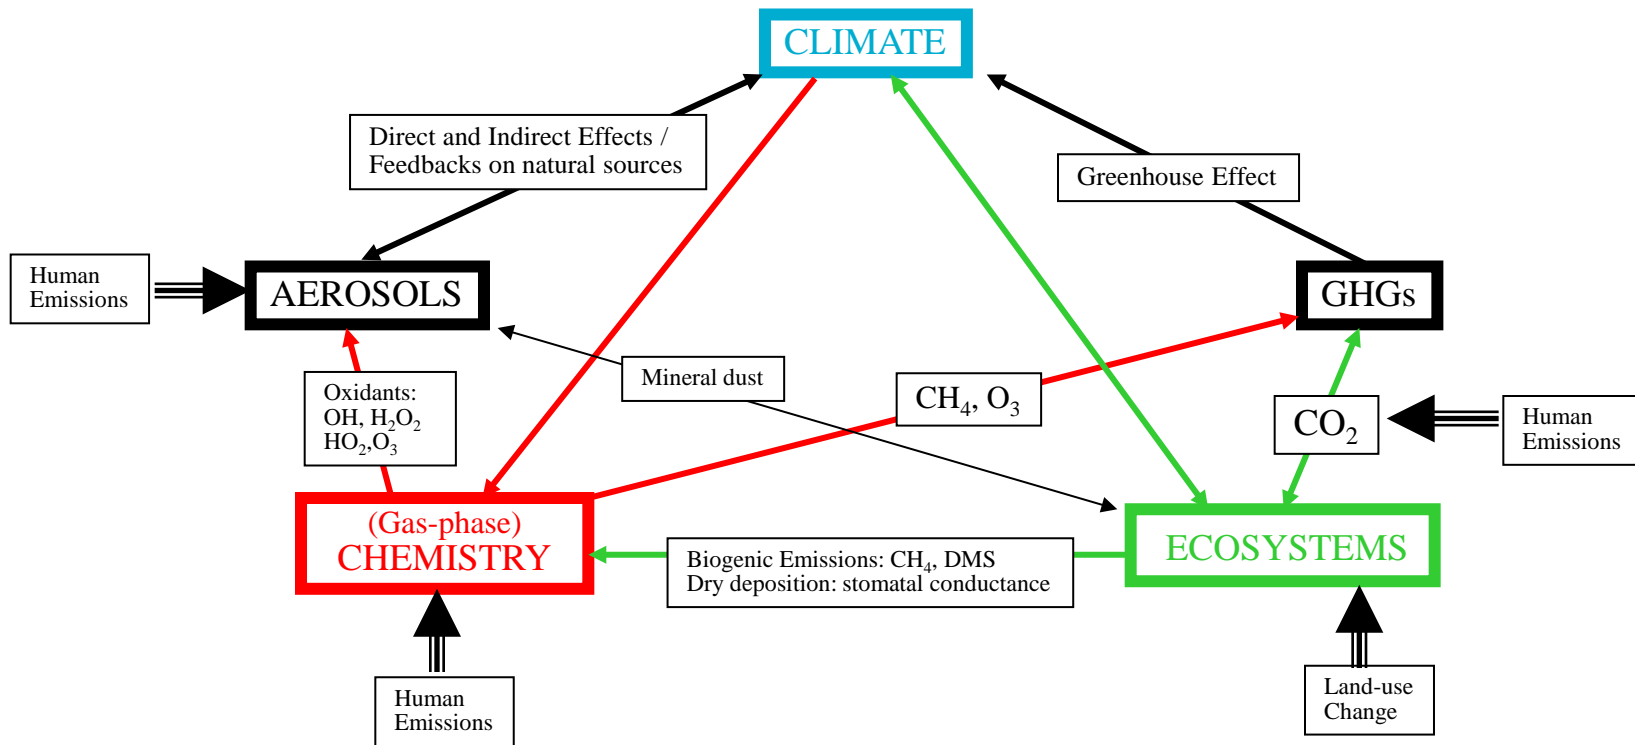 CLIMATE
Direct and Indirect Effects /
Feedbacks on natural sources
Greenhouse Effect
Human
Emissions
AEROSOLS
GHGs
Mineral dust
Oxidants:
OH, H₂O₂
HO₂,O₃
CH₄, O₃
CO₂
Human
Emissions
(Gas-phase)
CHEMISTRY
Biogenic Emissions: CH₄, DMS
Dry deposition: stomatal conductance
ECOSYSTEMS
Human
Emissions
Land-use
Change